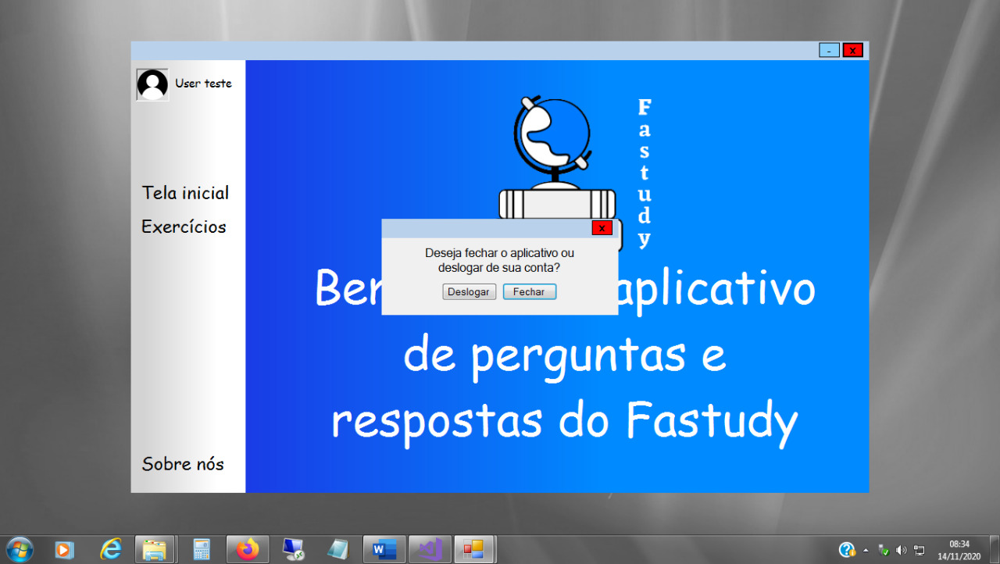 - x
User teste
Fastudy
Tela inicial
Exercícios
x
Deseja fechar o aplicativo ou
deslogar de sua conta?
Deslogar Fechar
Be aplicativo
de perguntas e
respostas do Fastudy
Sobre nós
W
08:34
14/11/2020